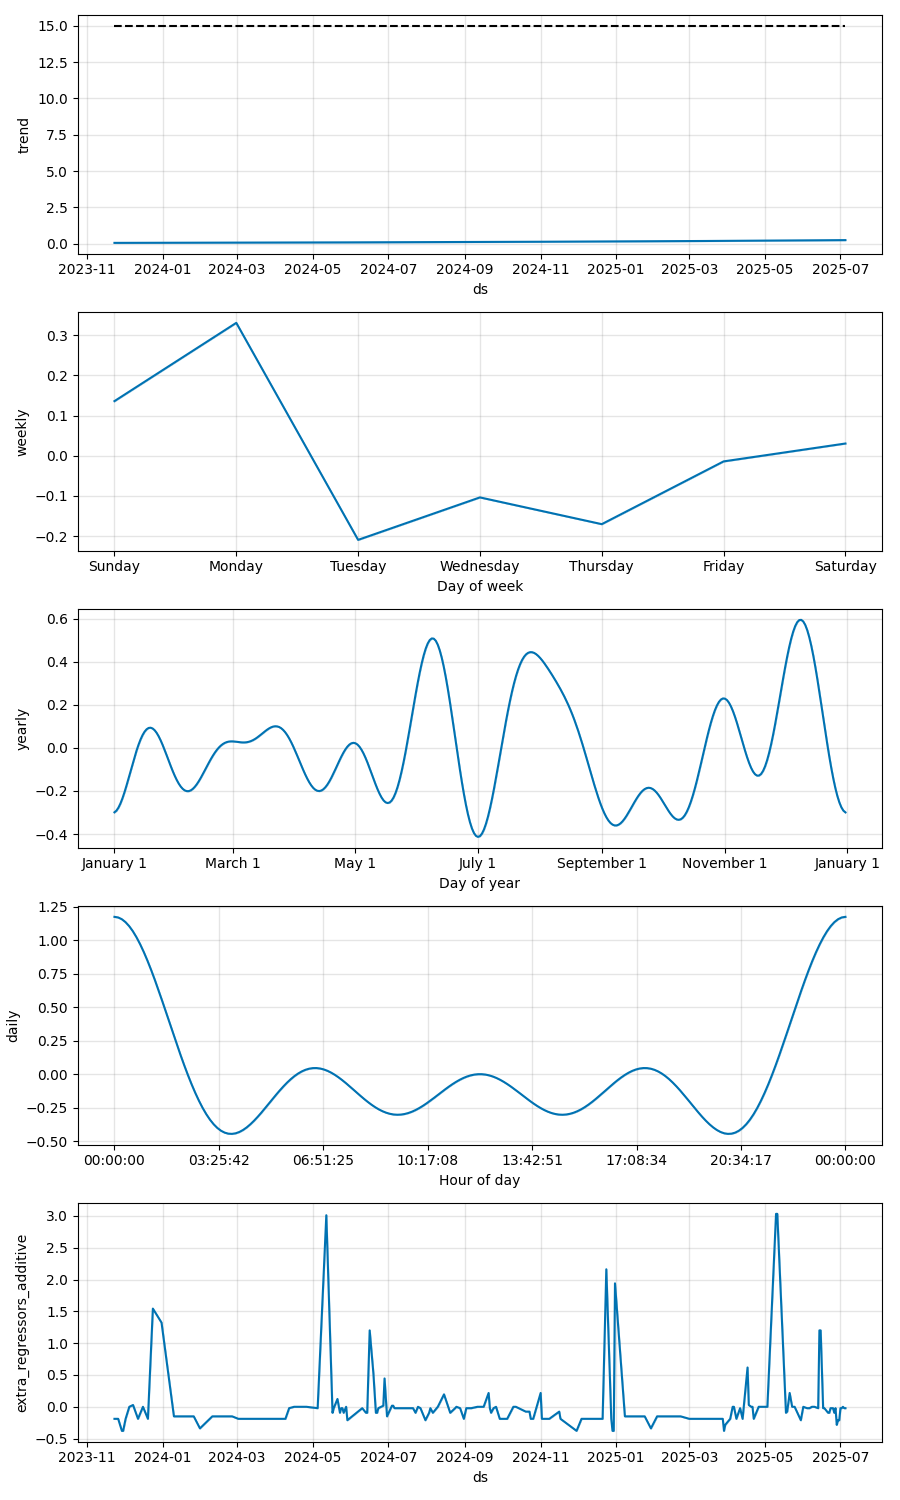 trend
15.0
12.5
10.0
7.5
5.0
2.5
0.0
2023-11 2024-01 2024-03 2024-05 2024-07 2024-09 2024-11 2025-01 2025-03 2025-05 2025-07
ds
weekly
0.3
0.2
0.1
0.0
−0.1
−0.2
Sunday Monday Tuesday Wednesday Thursday Friday Saturday
Day of week
yearly
0.6
0.4
0.2
0.0
−0.2
−0.4
January 1 March 1 May 1 July 1 September 1 November 1 January 1
Day of year
daily
1.25
1.00
0.75
0.50
0.25
0.00
−0.25
−0.50
00:00:00 03:25:42 06:51:25 10:17:08 13:42:51 17:08:34 20:34:17 00:00:00
Hour of day
extra_regressors_additive
3.0
2.5
2.0
1.5
1.0
0.5
0.0
−0.5
2023-11 2024-01 2024-03 2024-05 2024-07 2024-09 2024-11 2025-01 2025-03 2025-05 2025-07
ds